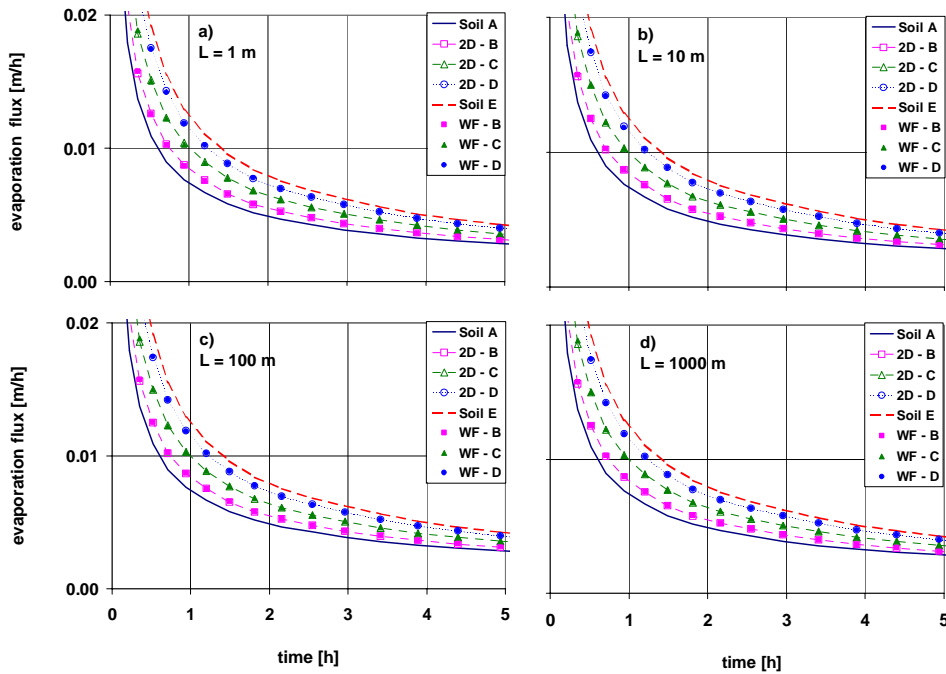 evaporation flux [m/h]
0.02
0.01
0.00
a)
L = 1 m
Soil A
2D - B
2D - C
2D - D
Soil E
WF - B
WF - C
WF - D
b)
L = 10 m
Soil A
2D - B
2D - C
2D - D
Soil E
WF - B
WF - C
WF - D
evaporation flux [m/h]
0.02
0.01
0.00
c)
L = 100 m
Soil A
2D - B
2D - C
2D - D
Soil E
WF - B
WF - C
WF - D
0 1 2 3 4 5
time [h]
d)
L = 1000 m
Soil A
2D - B
2D - C
2D - D
Soil E
WF - B
WF - C
WF - D
0 1 2 3 4 5
time [h]